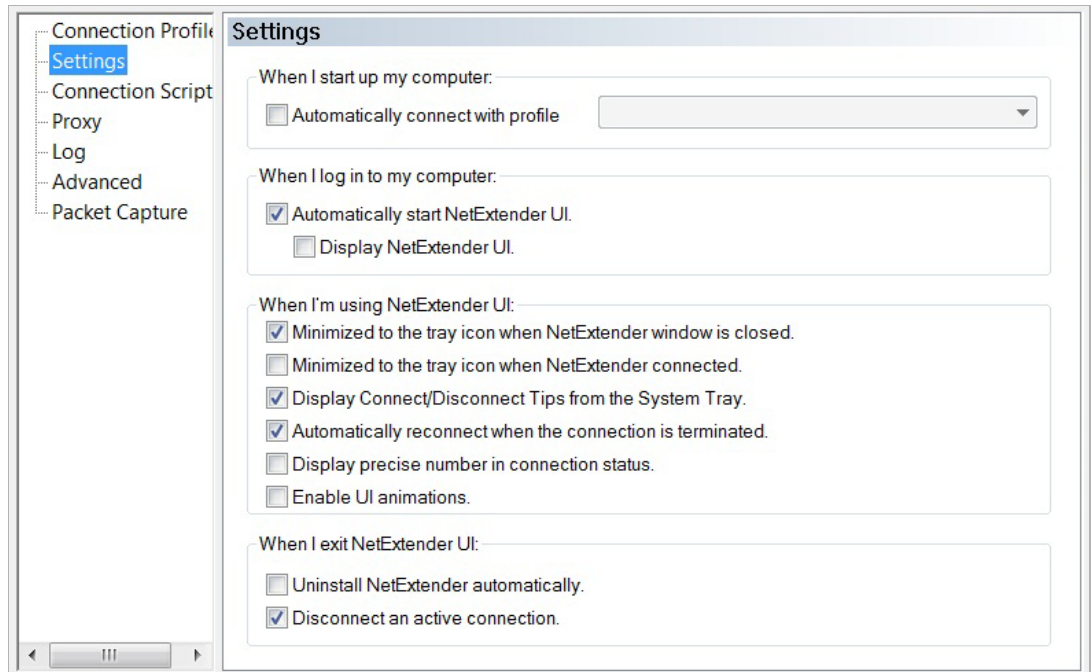 Connection Profile
Settings
Connection Script
Proxy
Log
Advanced
Packet Capture
Settings
When I start up my computer:
Automatically connect with profile
When I log in to my computer:
Automatically start NetExtender UI.
Display NetExtender UI.
When I'm using NetExtender UI:
Minimized to the tray icon when NetExtender window is closed.
Minimized to the tray icon when NetExtender connected.
Display Connect/Disconnect Tips from the System Tray.
Automatically reconnect when the connection is terminated.
Display precise number in connection status.
Enable UI animations.
When I exit NetExtender UI:
Uninstall NetExtender automatically.
Disconnect an active connection.